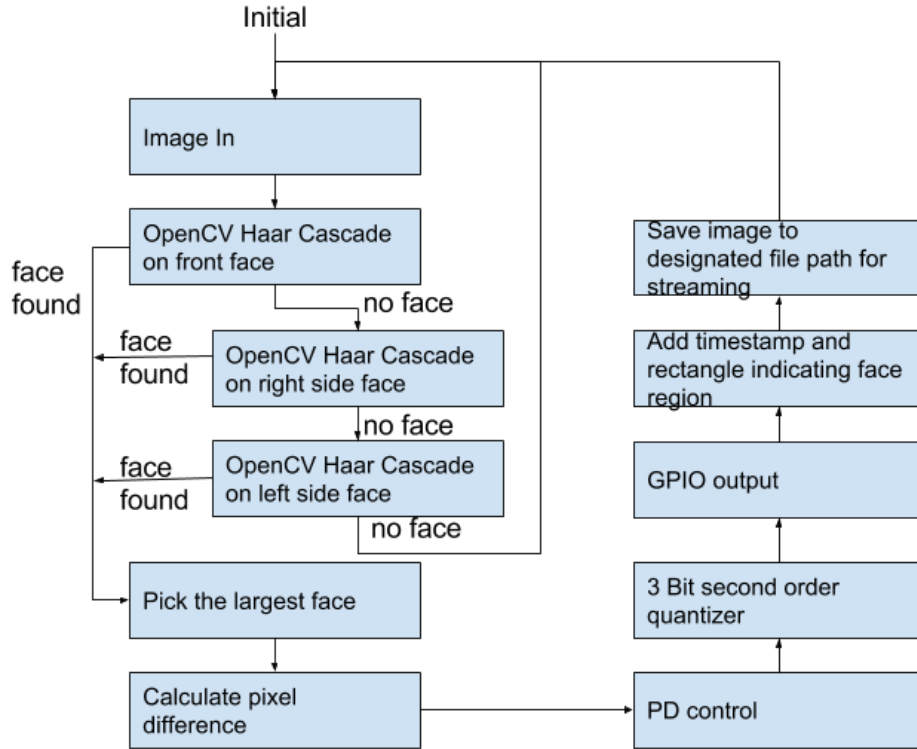 Initial
Image In
OpenCV Haar Cascade
on front face
face
found
no face
face
found
OpenCV Haar Cascade
on right side face
no face
face
found
OpenCV Haar Cascade
on left side face
no face
Pick the largest face
Calculate pixel
difference
Save image to
designated file path for
streaming
Add timestamp and
rectangle indicating face
region
GPIO output
3 Bit second order
quantizer
PD control